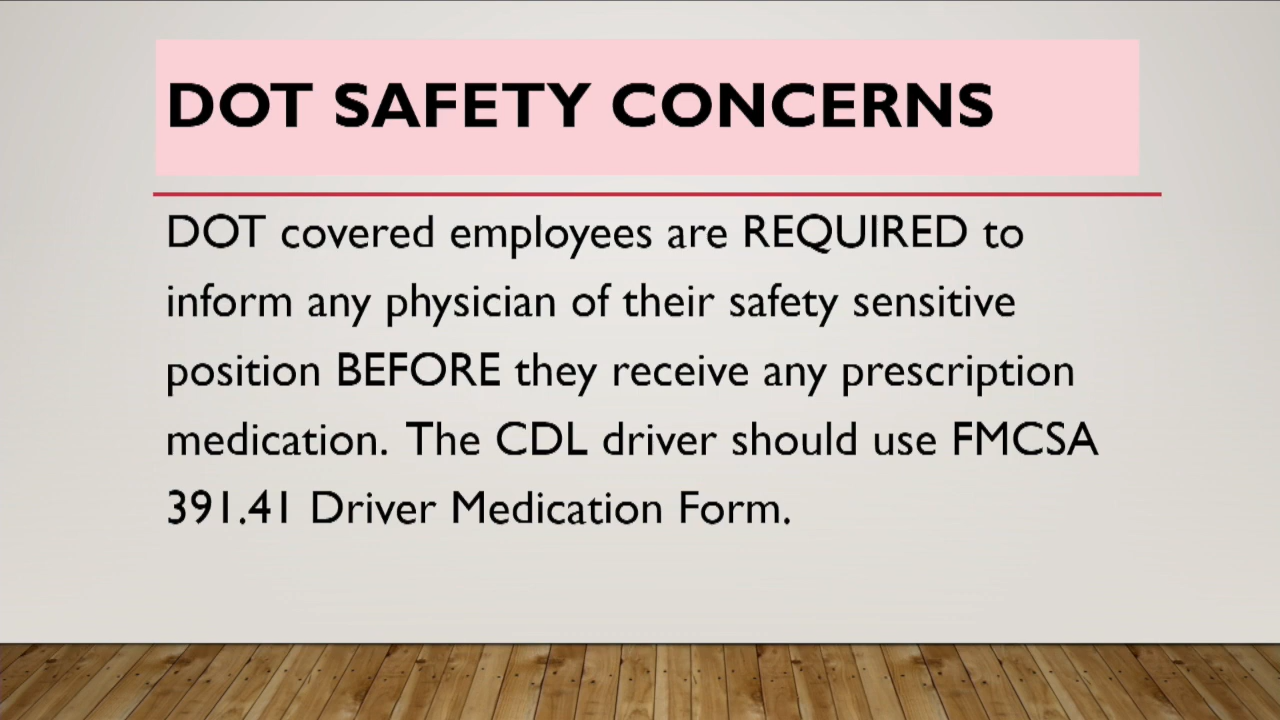 DOT SAFETY CONCERNS
DOT covered employees are REQUIRED to
inform any physician of their safety sensitive
position BEFORE they receive any prescription
medication. The CDL driver should use FMCSA
391.41 Driver Medication Form.